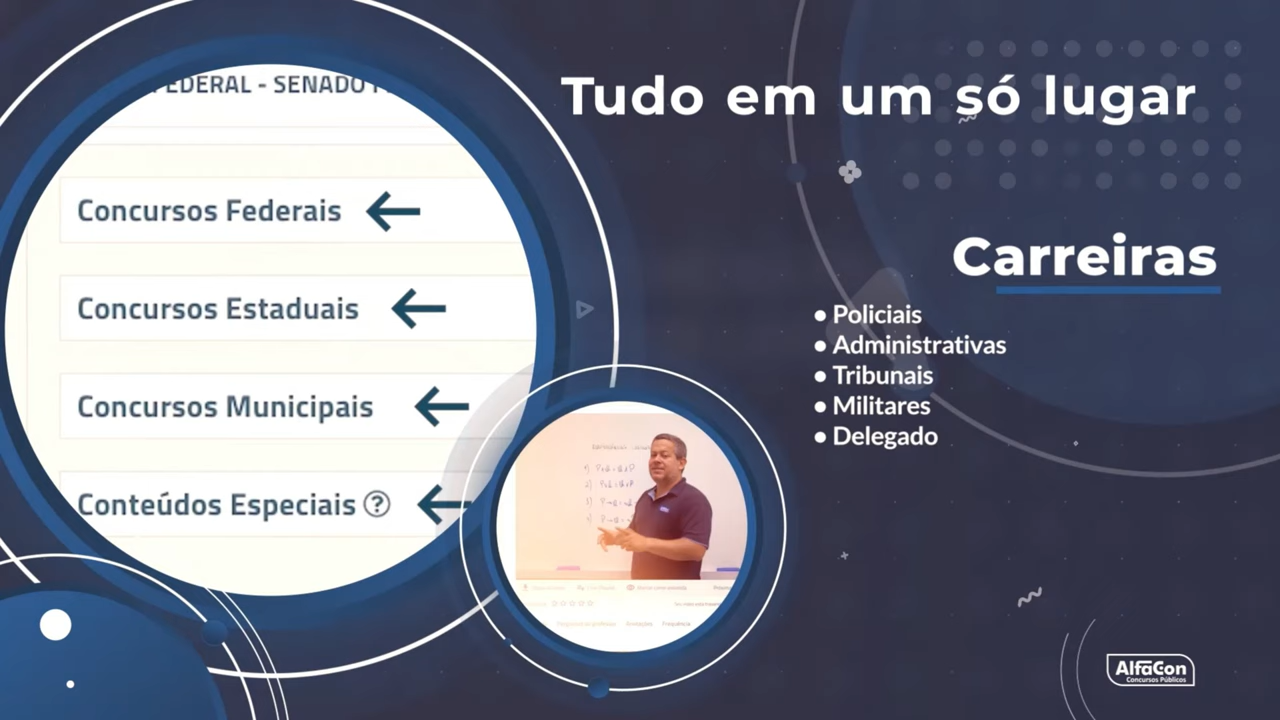 Tudo em um só lugar
FEDERAL - SENADO
Concursos Federais
Concursos Estaduais
Concursos Municipais
Conteúdos Especiais ?
Carreiras
• Policiais
• Administrativas
• Tribunais
• Militares
• Delegado
AlfaCon
Concursos Públicos